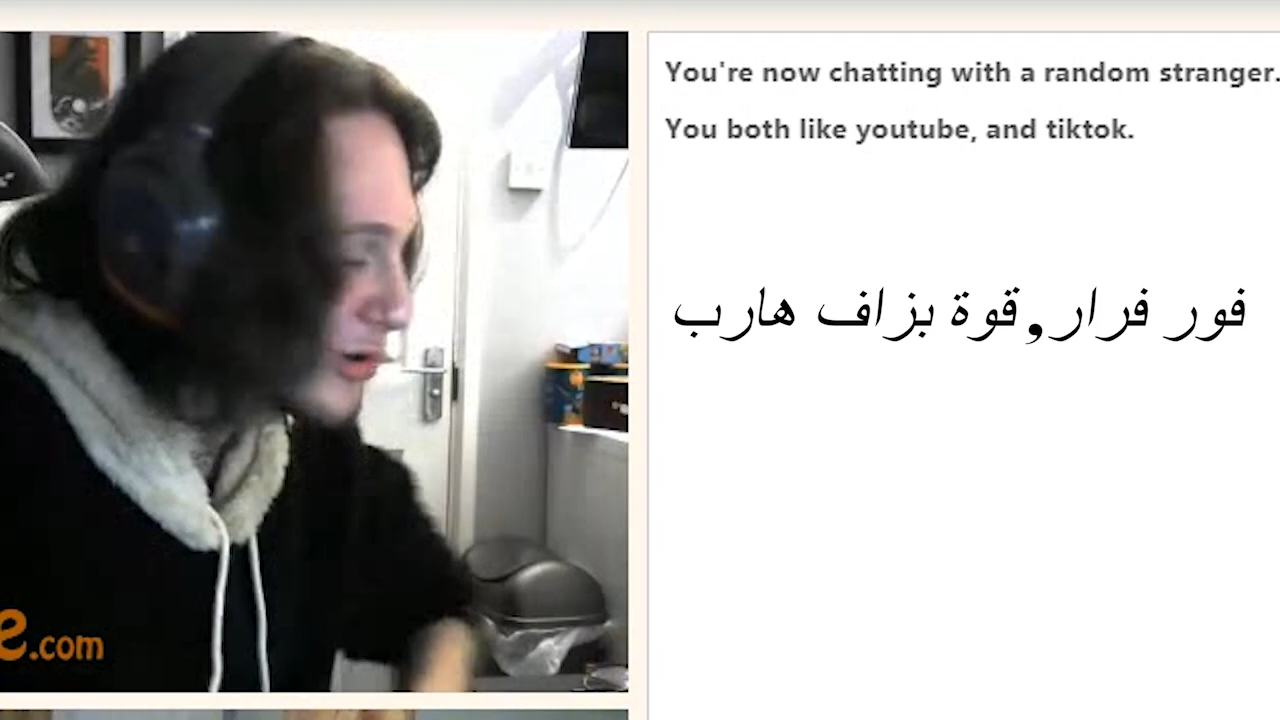 You're now chatting with a random stranger.
You both like youtube, and tiktok.
فور فرار,قوة بزاف هارب
e.com